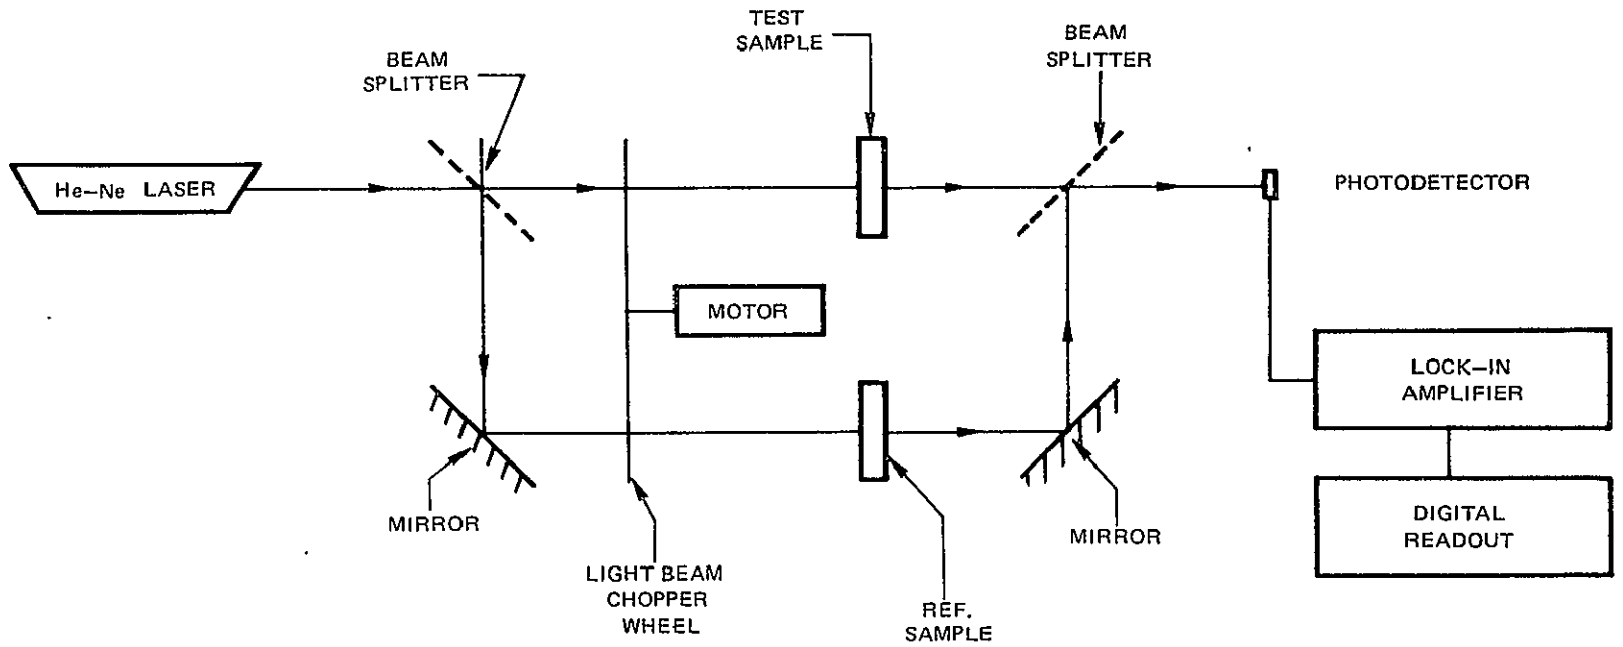 TEST
SAMPLE
BEAM
SPLITTER
BEAM
SPLITTER
He–Ne LASER
PHOTODETECTOR
MOTOR
LOCK–IN
AMPLIFIER
MIRROR
DIGITAL
READOUT
MIRROR
LIGHT BEAM
CHOPPER
WHEEL
REF.
SAMPLE